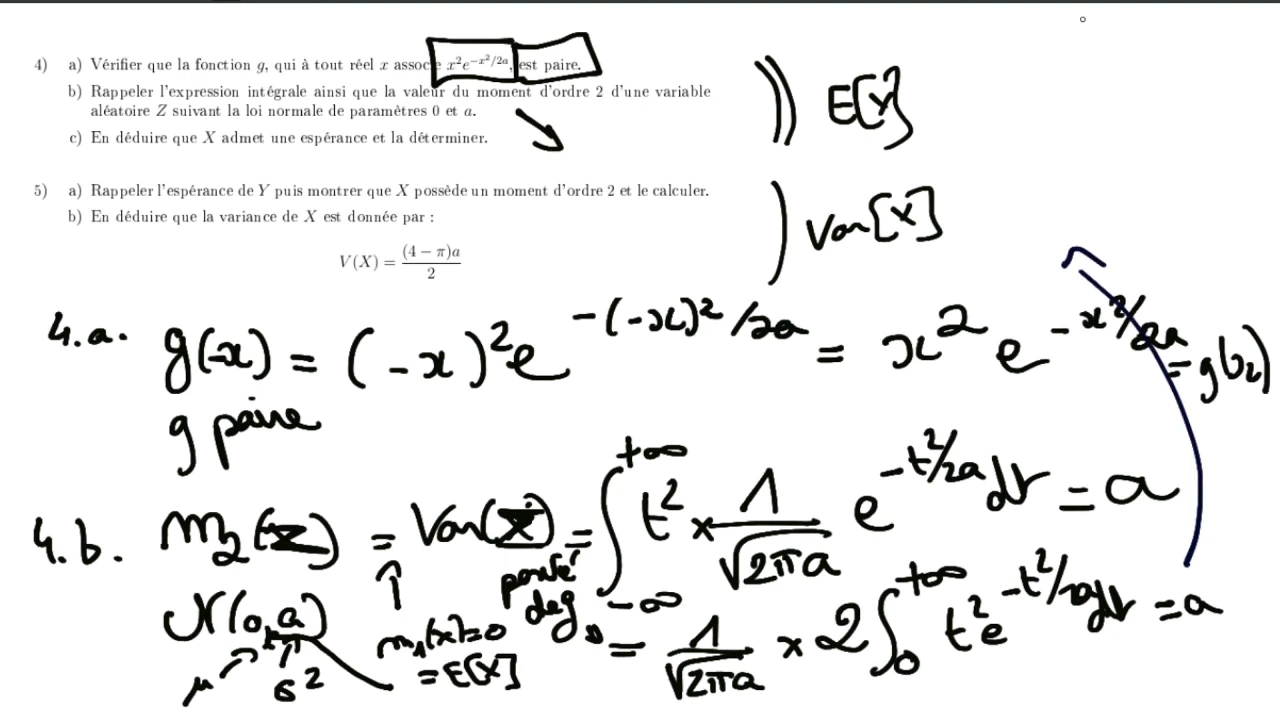 4) a) Vérifier que la fonction g, qui à tout réel x associe x²e^{-x²/2a}, est paire.
b) Rappeler l'expression intégrale ainsi que la valeur du moment d'ordre 2 d'une variable
aléatoire Z suivant la loi normale de paramètres 0 et a.
c) En déduire que X admet une espérance et la déterminer.
E[X]
5) a) Rappeler l'espérance de Y puis montrer que X possède un moment d'ordre 2 et le calculer.
b) En déduire que la variance de X est donnée par :
Var[X]
V(X) = (4 − π)a / 2
4.a. g(-x) = (-x)² e^{-(-x)²/2a} = x² e^{-x²/2a} = g(x)
g paire
4.b. m₂(Z) = Var(Z) = ∫_{-∞}^{+∞} t² × 1/√(2πa) e^{-t²/2a} dt = a
N(0,a)
μ σ²
m₁(x)=0
= E[X]
parité
de g
= 1/√(2πa) × 2 ∫_0^{+∞} t² e^{-t²/2a} dt = a